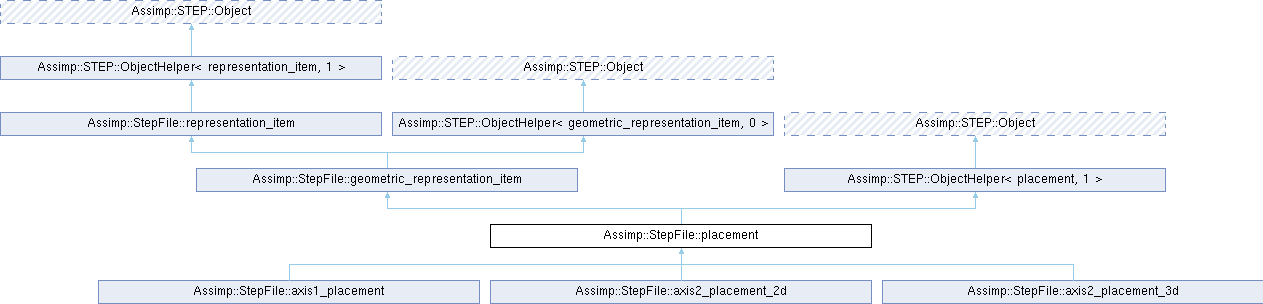 Assimp::STEP::Object
Assimp::STEP::ObjectHelper< representation_item, 1 >
Assimp::STEP::Object
Assimp::StepFile::representation_item
Assimp::STEP::ObjectHelper< geometric_representation_item, 0 >
Assimp::STEP::Object
Assimp::StepFile::geometric_representation_item
Assimp::STEP::ObjectHelper< placement, 1 >
Assimp::StepFile::placement
Assimp::StepFile::axis1_placement
Assimp::StepFile::axis2_placement_2d
Assimp::StepFile::axis2_placement_3d